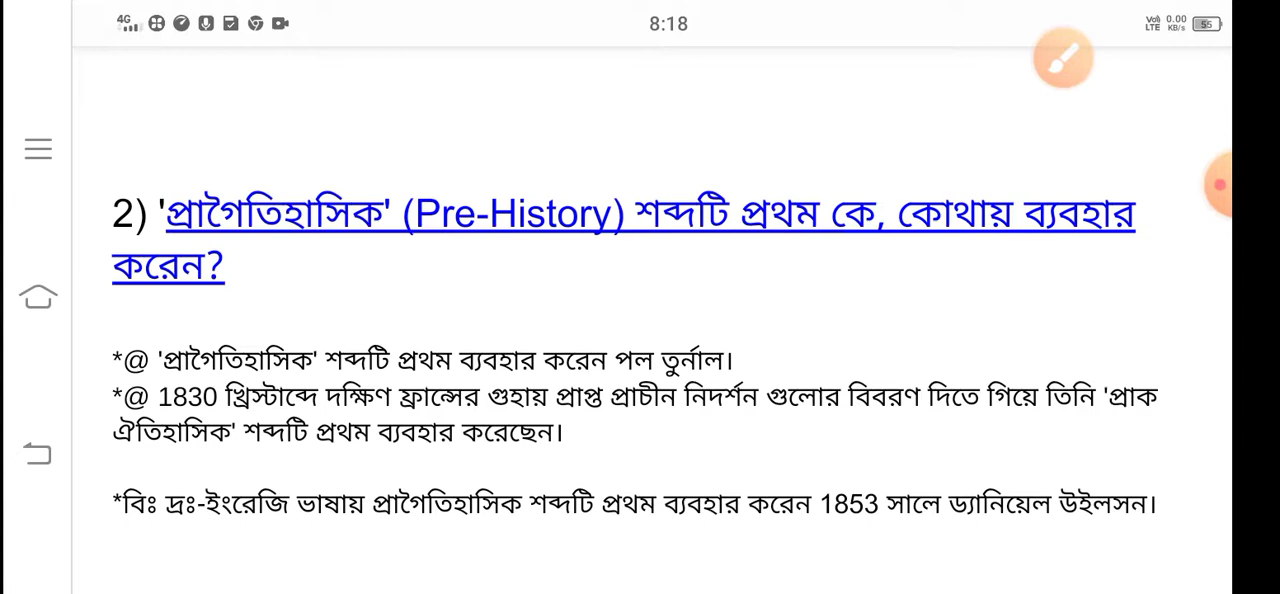 4G 8:18 Vo) 0.00
LTE KB/s 55
2) 'প্রাগৈতিহাসিক' (Pre-History) শব্দটি প্রথম কে, কোথায় ব্যবহার
করেন?
*@ 'প্রাগৈতিহাসিক' শব্দটি প্রথম ব্যবহার করেন পল তুর্নাল।
*@ 1830 খ্রিস্টাব্দে দক্ষিণ ফ্রান্সের গুহায় প্রাপ্ত প্রাচীন নিদর্শন গুলোর বিবরণ দিতে গিয়ে তিনি 'প্রাক
ঐতিহাসিক' শব্দটি প্রথম ব্যবহার করেছেন।
*বিঃ দ্রঃ-ইংরেজি ভাষায় প্রাগৈতিহাসিক শব্দটি প্রথম ব্যবহার করেন 1853 সালে ড্যানিয়েল উইলসন।